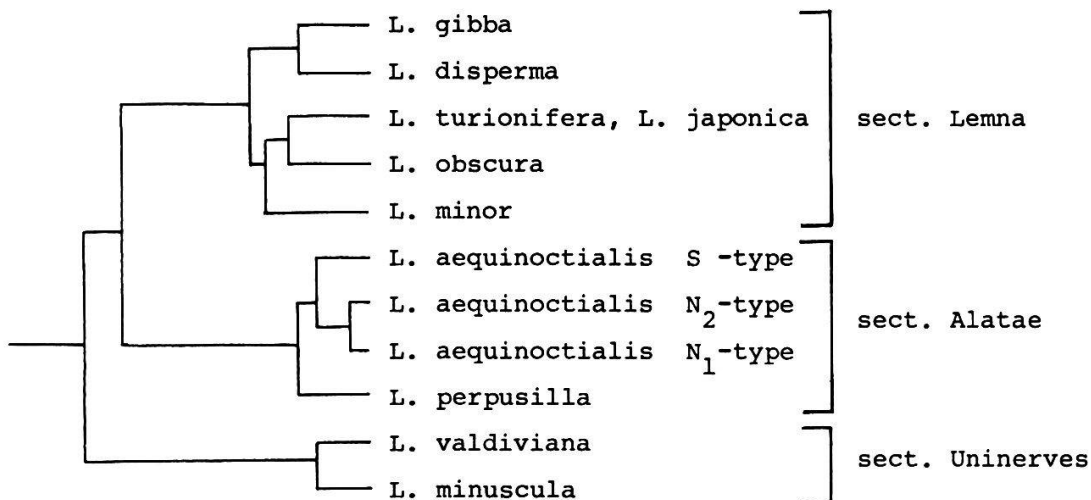 L. gibba
L. disperma
L. turionifera, L. japonica
L. obscura
L. minor
sect. Lemna
L. aequinoctialis S -type
L. aequinoctialis N2-type
L. aequinoctialis N1-type
L. perpusilla
sect. Alatae
L. valdiviana
L. minuscula
sect. Uninerves